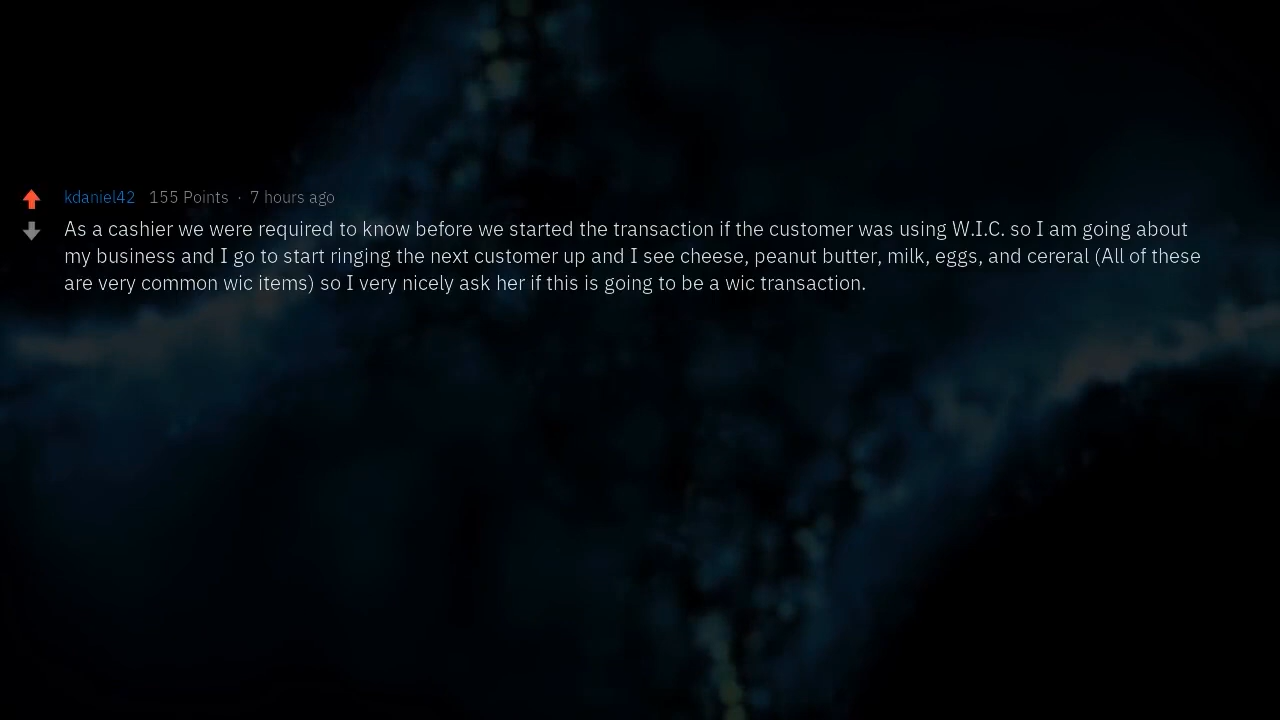 kdaniel42 155 Points · 7 hours ago
As a cashier we were required to know before we started the transaction if the customer was using W.I.C. so I am going about
my business and I go to start ringing the next customer up and I see cheese, peanut butter, milk, eggs, and cereral (All of these
are very common wic items) so I very nicely ask her if this is going to be a wic transaction.